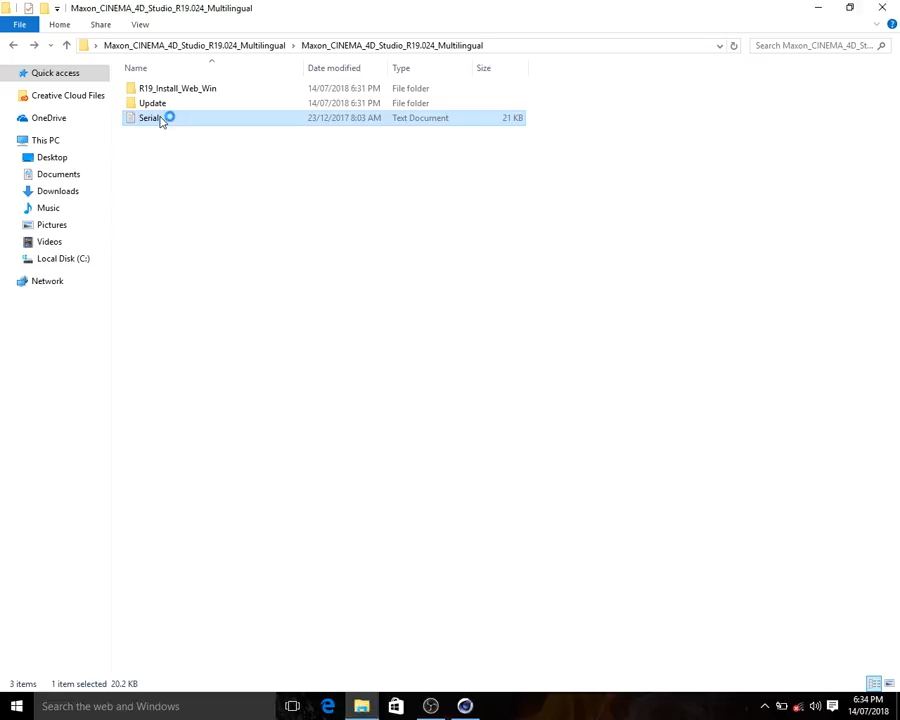 Maxon_CINEMA_4D_Studio_R19.024_Multilingual
File Home Share View
Maxon_CINEMA_4D_Studio_R19.024_Multilingual Maxon_CINEMA_4D_Studio_R19.024_Multilingual Search Maxon_CINEMA_4D_St...
Name Date modified Type Size
Quick access
Creative Cloud Files
OneDrive
This PC
Desktop
Documents
Downloads
Music
Pictures
Videos
Local Disk (C:)
Network
R19_Install_Web_Win 14/07/2018 6:31 PM File folder
Update 14/07/2018 6:31 PM File folder
Serial 23/12/2017 8:03 AM Text Document 21 KB
3 items 1 item selected 20.2 KB
Search the web and Windows
6:34 PM
14/07/2018